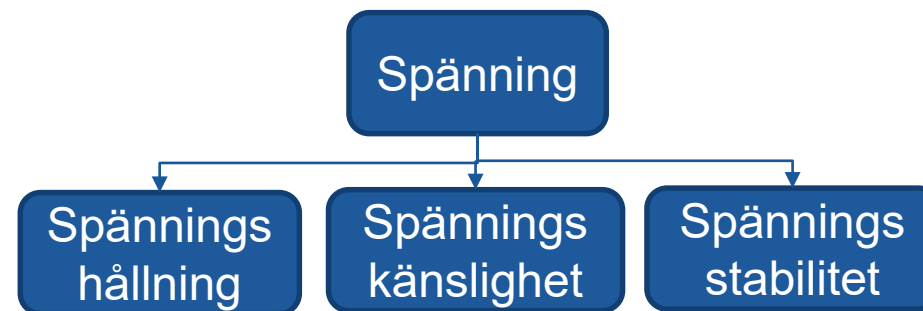 Spänning
Spännings
hållning
Spännings
känslighet
Spännings
stabilitet